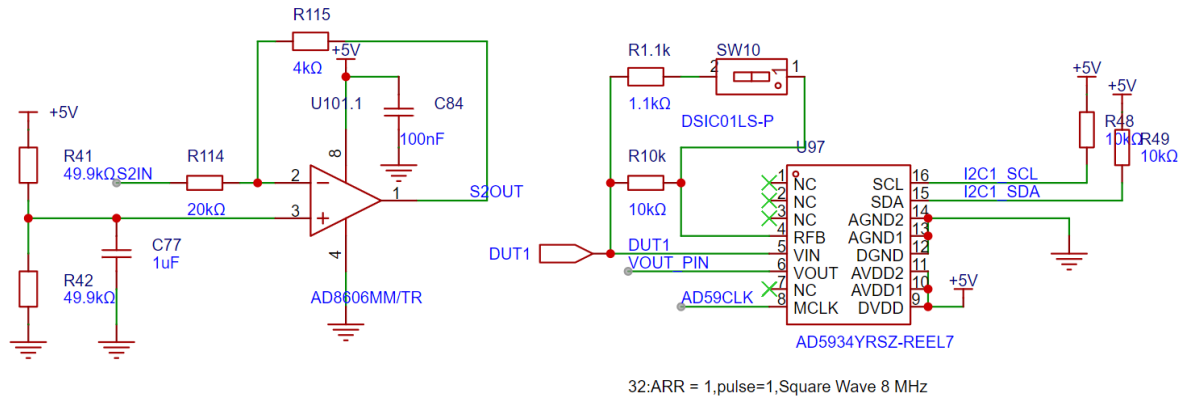 R115
+5V
4kΩ
U101.1
C84
100nF
8
+5V
R41
49.9kΩ
S2IN
R114
20kΩ
2
3
1
4
S2OUT
C77
1uF
R42
49.9kΩ
AD8606MM/TR
R1.1k
1.1kΩ
SW10
2
1
DSIC01LS-P
R10k
10kΩ
U97
DUT1
DUT1
VOUT_PIN
AD59CLK
1 NC
2 NC
3 NC
4 RFB
5 VIN
6 VOUT
7 NC
8 MCLK
SCL 16
SDA 15
AGND2 14
AGND1 13
DGND 12
AVDD2 11
AVDD1 10
DVDD 9
AD5934YRSZ-REEL7
I2C1_SCL
I2C1_SDA
+5V
+5V
R48
10kΩ
R49
10kΩ
+5V
32:ARR = 1,pulse=1,Square Wave 8 MHz